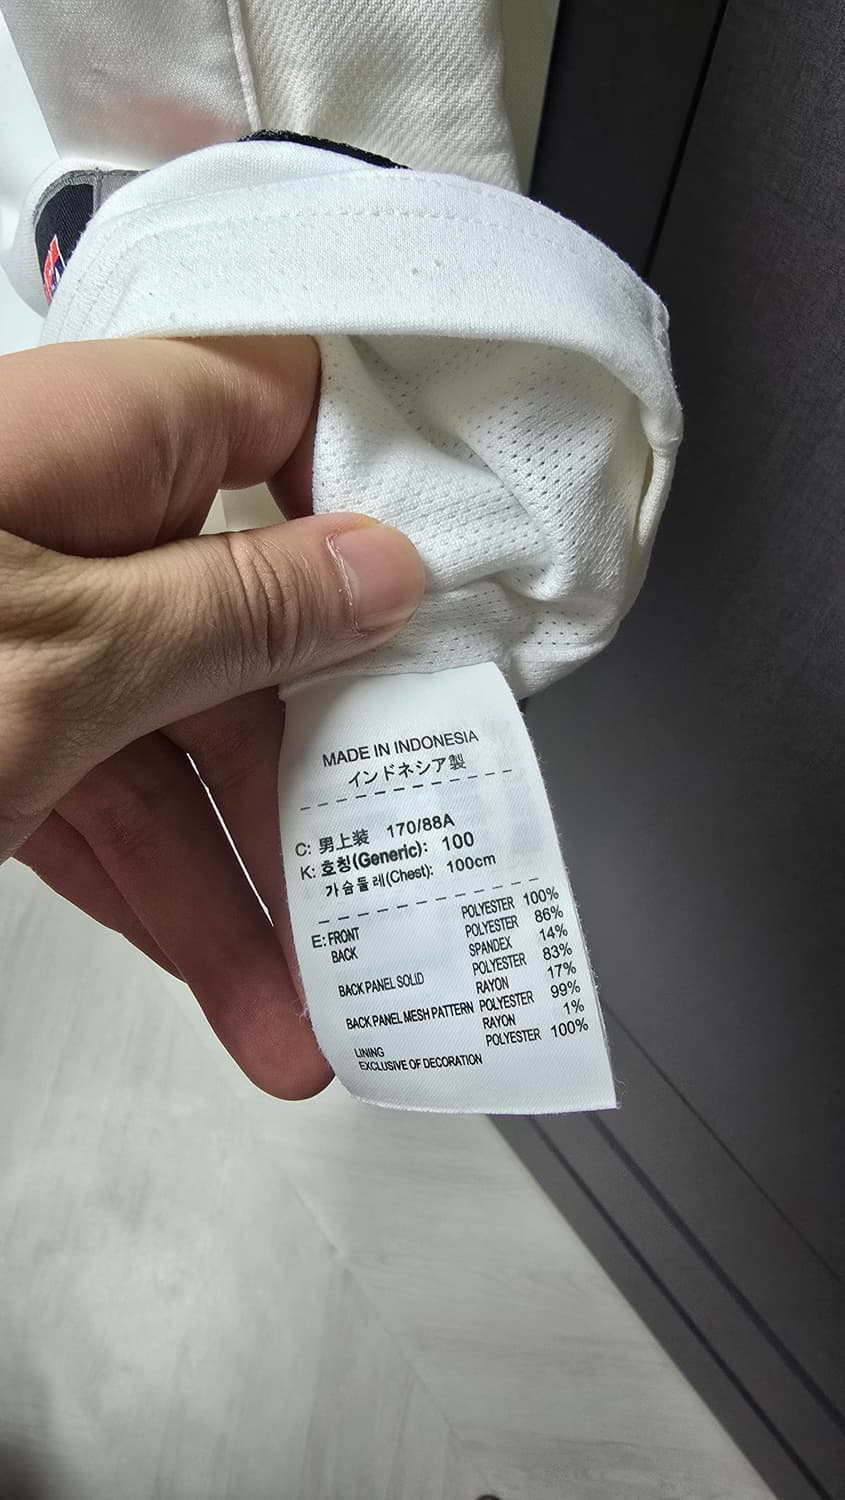 MADE IN INDONESIA
インドネシア製
C: 男上装 170/88A
K: 호칭(Generic): 100
가슴둘레(Chest): 100cm
E: FRONT POLYESTER 100%
BACK POLYESTER 86%
SPANDEX 14%
BACK PANEL SOLID POLYESTER 83%
RAYON 17%
BACK PANEL MESH PATTERN POLYESTER 99%
RAYON 1%
LINING POLYESTER 100%
EXCLUSIVE OF DECORATION